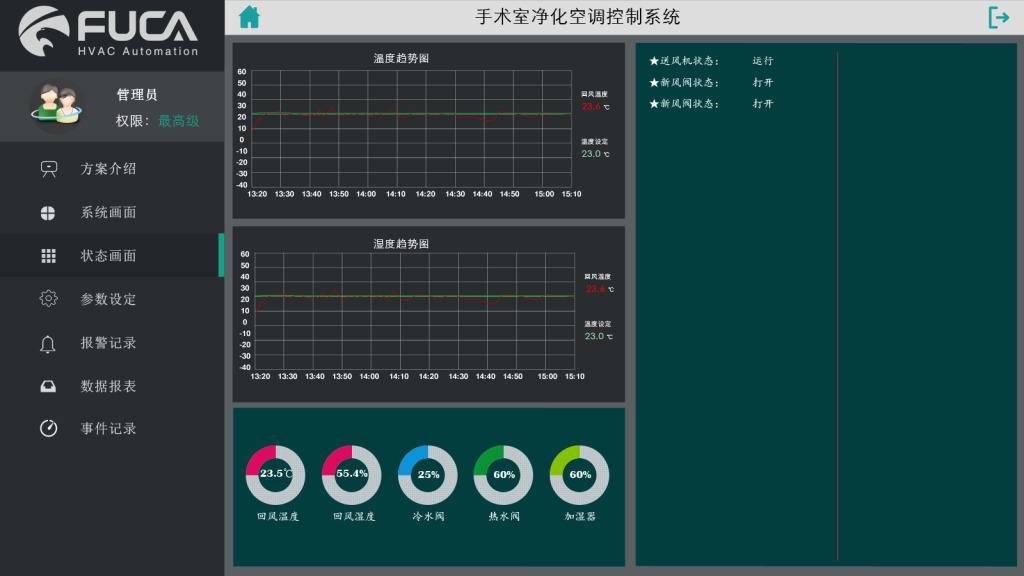 FUCA
HVAC Automation
手术室净化空调控制系统
管理员
权限：最高级
方案介绍
系统画面
状态画面
参数设定
报警记录
数据报表
事件记录
温度趋势图
60
50
40
30
20
10
0
-10
-20
-30
-40
13:20 13:30 13:40 13:50 14:00 14:10 14:20 14:30 14:40 14:50 15:00 15:10
回风温度
23.6 ℃
温度设定
23.0 ℃
湿度趋势图
60
50
40
30
20
10
0
-10
-20
-30
-40
13:20 13:30 13:40 13:50 14:00 14:10 14:20 14:30 14:40 14:50 15:00 15:10
回风温度
23.6 ℃
温度设定
23.0 ℃
23.5℃ 55.4% 25% 60% 60%
回风温度 回风湿度 冷水阀 热水阀 加湿器
★送风机状态： 运行
★新风阀状态： 打开
★新风阀状态： 打开